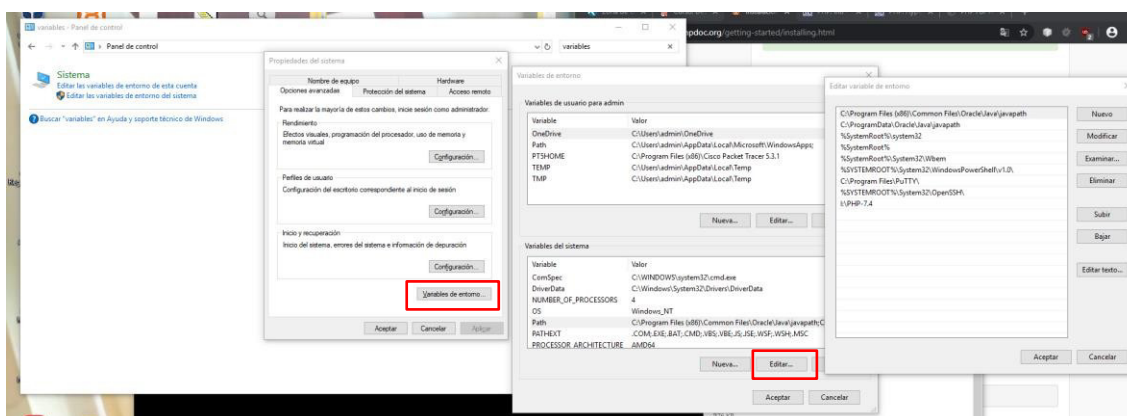 variables - Panel de control
Panel de control
variables
Sistema
Editar las variables de entorno de esta cuenta
Editar las variables de entorno del sistema
Buscar "variables" en Ayuda y soporte técnico de Windows
Propiedades del sistema
Nombre de equipo
Hardware
Opciones avanzadas
Protección del sistema
Acceso remoto
Para realizar la mayoría de estos cambios, inicie sesión como administrador.
Rendimiento
Efectos visuales, programación del procesador, uso de memoria y
memoria virtual
Configuración...
Perfiles de usuario
Configuración del escritorio correspondiente al inicio de sesión
Configuración...
Inicio y recuperación
Inicio del sistema, errores del sistema e información de depuración
Configuración...
Variables de entorno...
Aceptar
Cancelar
Aplicar
Variables de entorno
Variables de usuario para admin
Variable Valor
OneDrive C:\Users\admin\OneDrive
Path C:\Users\admin\AppData\Local\Microsoft\WindowsApps;
PT5HOME C:\Program Files (x86)\Cisco Packet Tracer 5.3.1
TEMP C:\Users\admin\AppData\Local\Temp
TMP C:\Users\admin\AppData\Local\Temp
Nueva...
Editar...
Variables del sistema
Variable Valor
ComSpec C:\WINDOWS\system32\cmd.exe
DriverData C:\Windows\System32\Drivers\DriverData
NUMBER_OF_PROCESSORS 4
OS Windows_NT
Path C:\Program Files (x86)\Common Files\Oracle\Java\javapath;C
PATHEXT .COM;.EXE;.BAT;.CMD;.VBS;.VBE;.JS;.JSE;.WSF;.WSH;.MSC
PROCESSOR_ARCHITECTURE AMD64
Nueva...
Editar...
Aceptar
Cancelar
pdoc.org/getting-started/installing.html
Editar variable de entorno
C:\Program Files (x86)\Common Files\Oracle\Java\javapath
C:\ProgramData\Oracle\Java\javapath
%SystemRoot%\system32
%SystemRoot%
%SystemRoot%\System32\Wbem
%SYSTEMROOT%\System32\WindowsPowerShell\v1.0\
C:\Program Files\PuTTY\
%SYSTEMROOT%\System32\OpenSSH\
I:\PHP-7.4
Nuevo
Modificar
Examinar...
Eliminar
Subir
Bajar
Editar texto...
Aceptar
Cancelar